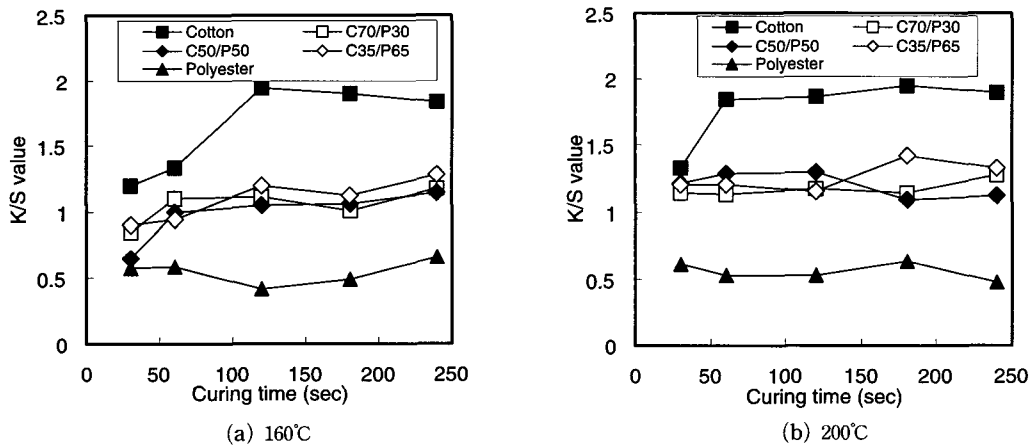 2.5
2
1.5
1
0.5
0
K/S value
Cotton
C70/P30
C50/P50
C35/P65
Polyester
0 50 100 150 200 250
Curing time (sec)
(a) 160℃
2.5
2
1.5
1
0.5
0
K/S value
Cotton
C70/P30
C50/P50
C35/P65
Polyester
0 50 100 150 200 250
Curing time (sec)
(b) 200℃